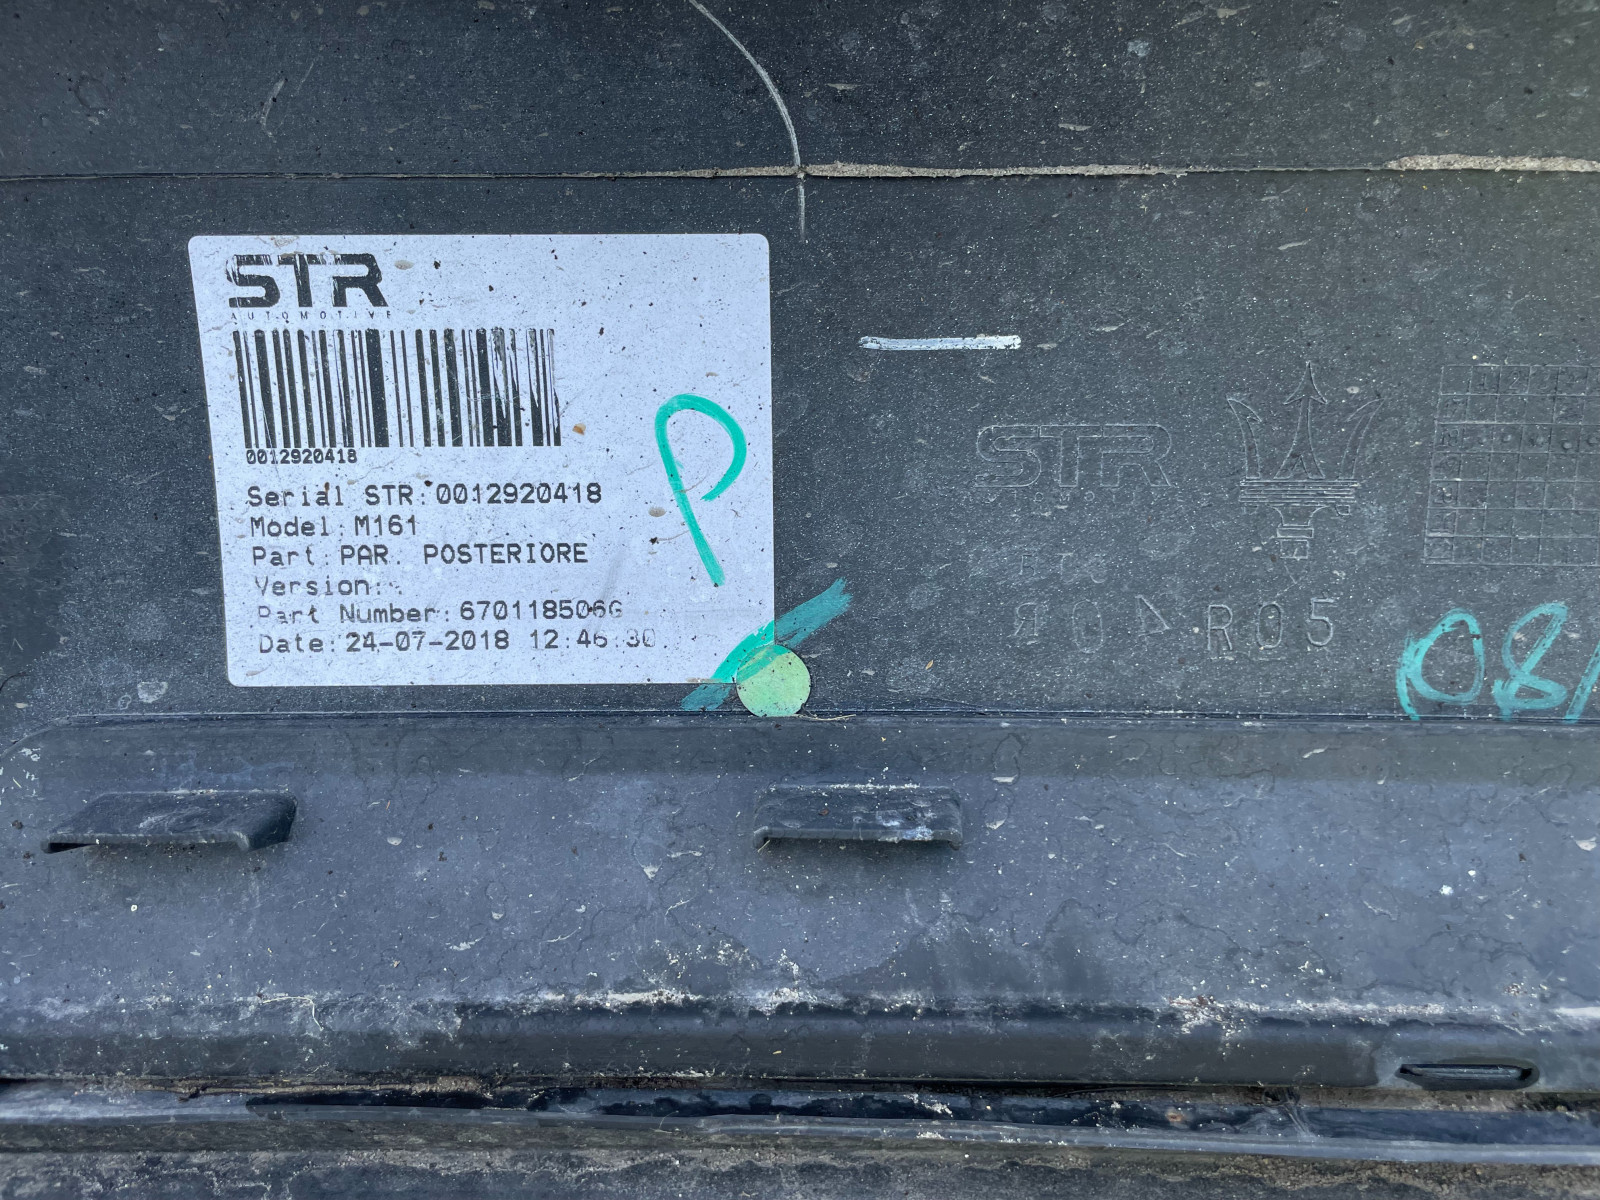 STR
AUTOMOTIVE
0012920418
Serial STR:0012920418
Model:M161
Part:PAR. POSTERIORE
Version:
Part Number:670118506G
Date:24-07-2018 12:46:30
P
STR
R05
08/